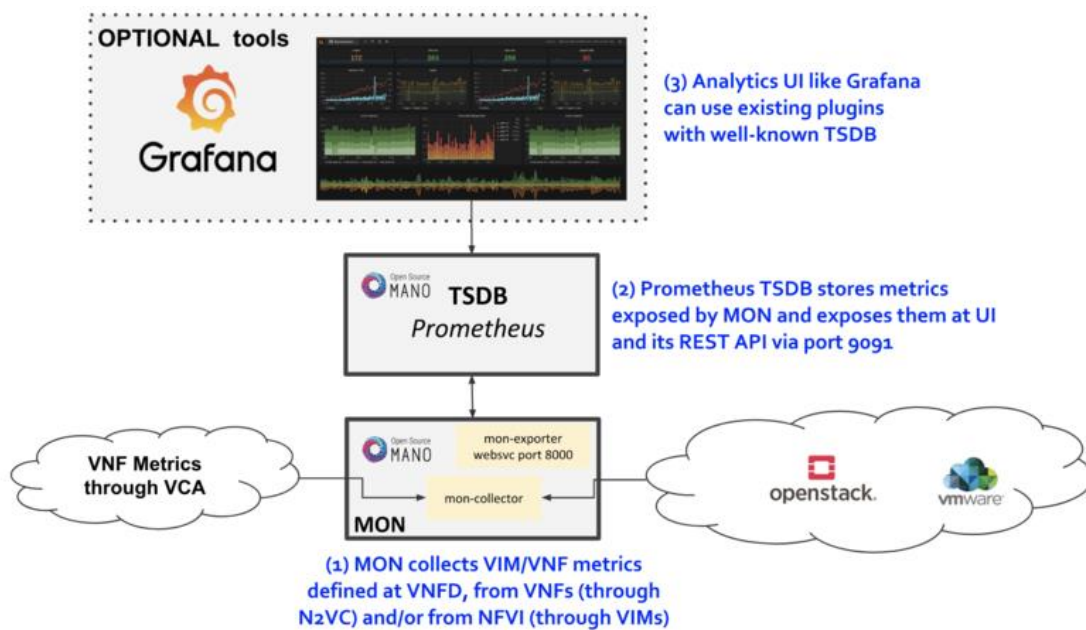 OPTIONAL tools
Grafana
(3) Analytics UI like Grafana
can use existing plugins
with well-known TSDB
Open Source
MANO
TSDB
Prometheus
(2) Prometheus TSDB stores metrics
exposed by MON and exposes them at UI
and its REST API via port 9091
Open Source
MANO
mon-exporter
websvc port 8000
VNF Metrics
through VCA
mon-collector
MON
openstack.
vmware
(1) MON collects VIM/VNF metrics
defined at VNFD, from VNFs (through
N2VC) and/or from NFVI (through VIMs)